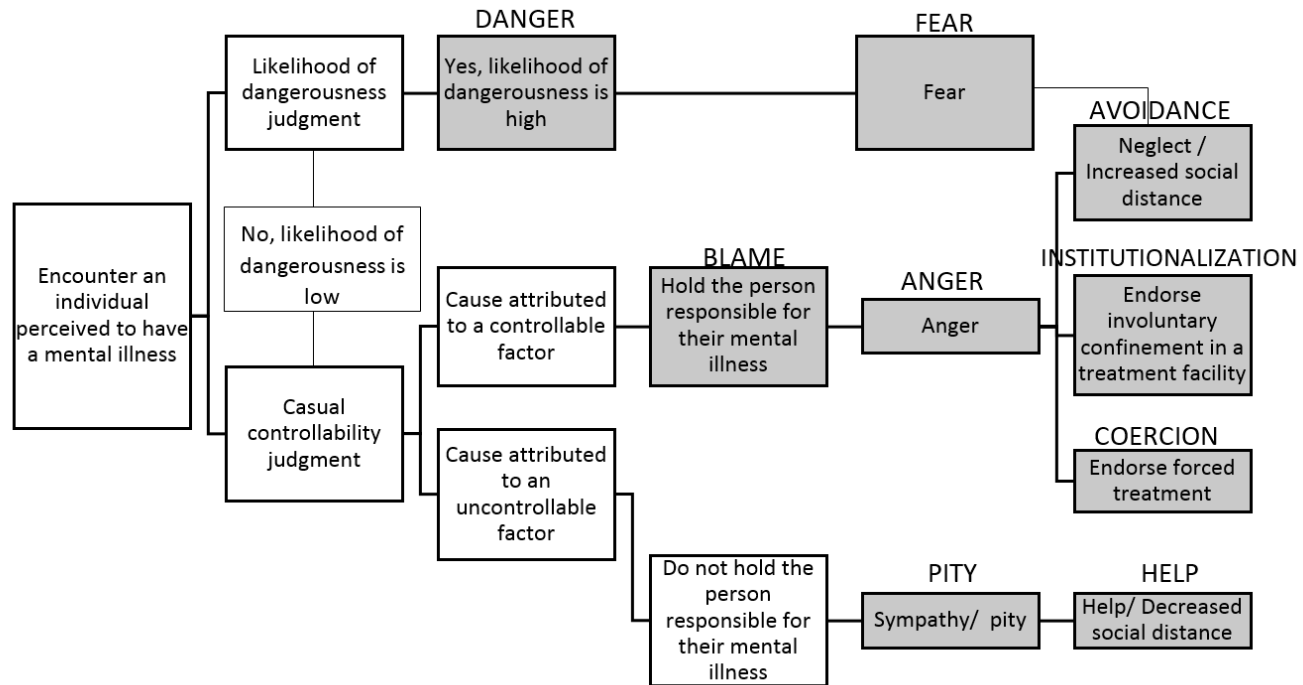 DANGER
FEAR
Likelihood of
dangerousness
judgment
Yes, likelihood of
dangerousness is
high
Fear
AVOIDANCE
Neglect /
Increased social
distance
Encounter an
individual
perceived to have
a mental illness
No, likelihood of
dangerousness is
low
BLAME
ANGER
INSTITUTIONALIZATION
Cause attributed
to a controllable
factor
Hold the person
responsible for
their mental
illness
Anger
Endorse
involuntary
confinement in a
treatment facility
Casual
controllability
judgment
Cause attributed
to an
uncontrollable
factor
COERCION
Endorse forced
treatment
Do not hold the
person
responsible for
their mental
illness
PITY
Sympathy/ pity
HELP
Help/ Decreased
social distance